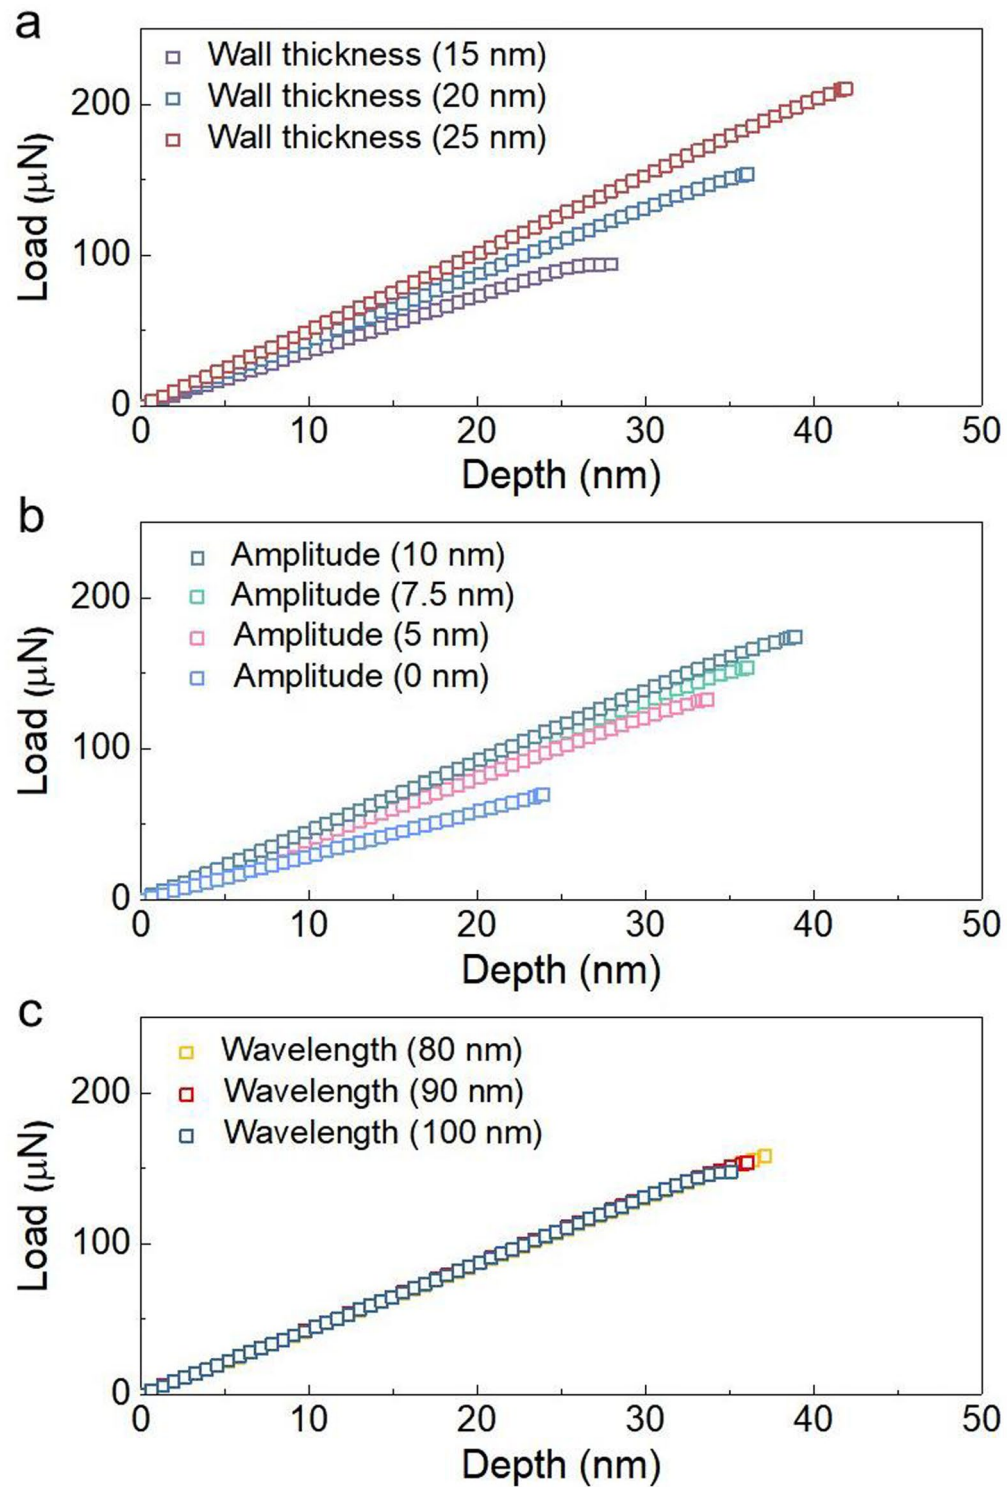 a
Wall thickness (15 nm)
Wall thickness (20 nm)
Wall thickness (25 nm)
200
100
0
Load (μN)
0 10 20 30 40 50
Depth (nm)
b
Amplitude (10 nm)
Amplitude (7.5 nm)
Amplitude (5 nm)
Amplitude (0 nm)
200
100
0
Load (μN)
0 10 20 30 40 50
Depth (nm)
c
Wavelength (80 nm)
Wavelength (90 nm)
Wavelength (100 nm)
200
100
0
Load (μN)
0 10 20 30 40 50
Depth (nm)